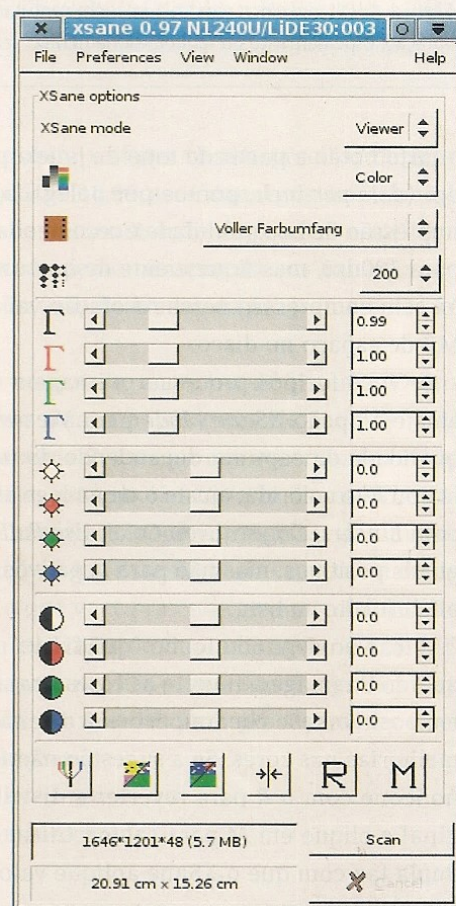 xsane 0.97 N1240U/LiDE30:003
File Preferences View Window Help
XSane options
XSane mode Viewer
Color
Voller Farbumfang
200
Γ 0.99
Γ 1.00
Γ 1.00
Γ 1.00
0.0
0.0
0.0
0.0
0.0
0.0
0.0
0.0
R M
1646*1201*48 (5.7 MB) Scan
20.91 cm x 15.26 cm Cancel